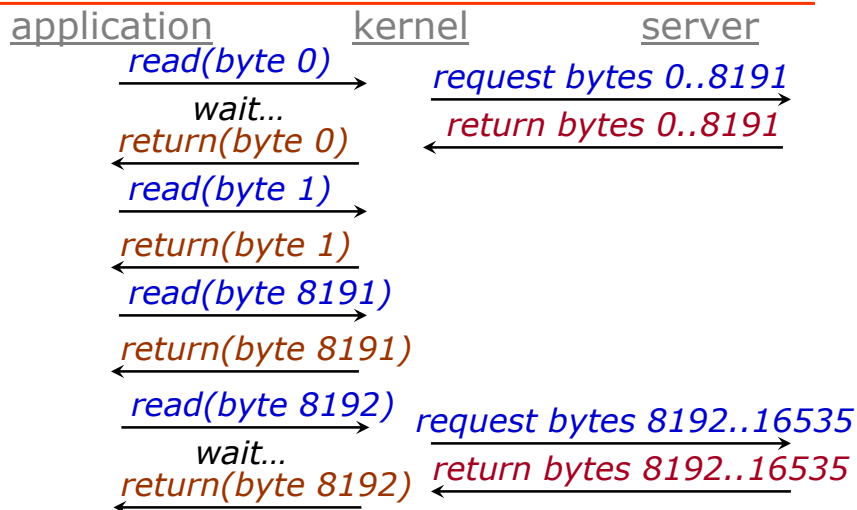 application kernel server
read(byte 0)
request bytes 0..8191
wait…
return bytes 0..8191
return(byte 0)
read(byte 1)
return(byte 1)
read(byte 8191)
return(byte 8191)
read(byte 8192)
request bytes 8192..16535
wait…
return bytes 8192..16535
return(byte 8192)